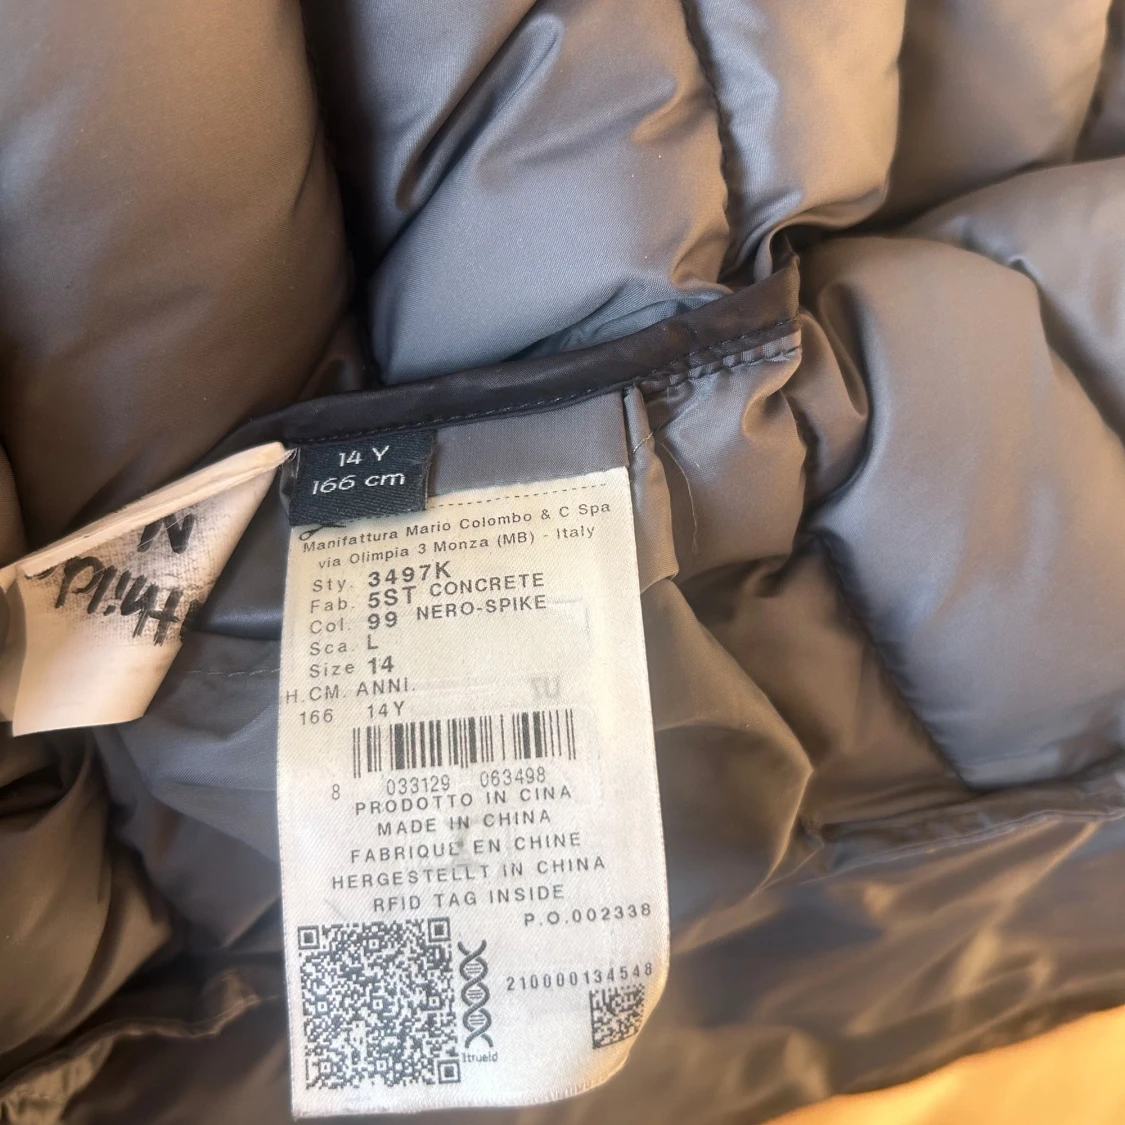 14 Y
166 cm
Manifattura Mario Colombo & C Spa
via Olimpia 3 Monza (MB) - Italy
Sty. 3497K
Fab. 5ST CONCRETE
Col. 99 NERO-SPIKE
Sca. L
Size 14
H.CM. ANNI.
166 14Y
8 033129 063498
PRODOTTO IN CINA
MADE IN CHINA
FABRIQUÉ EN CHINE
HERGESTELLT IN CHINA
RFID TAG INSIDE
P.O.002338
210000134548
1trueid